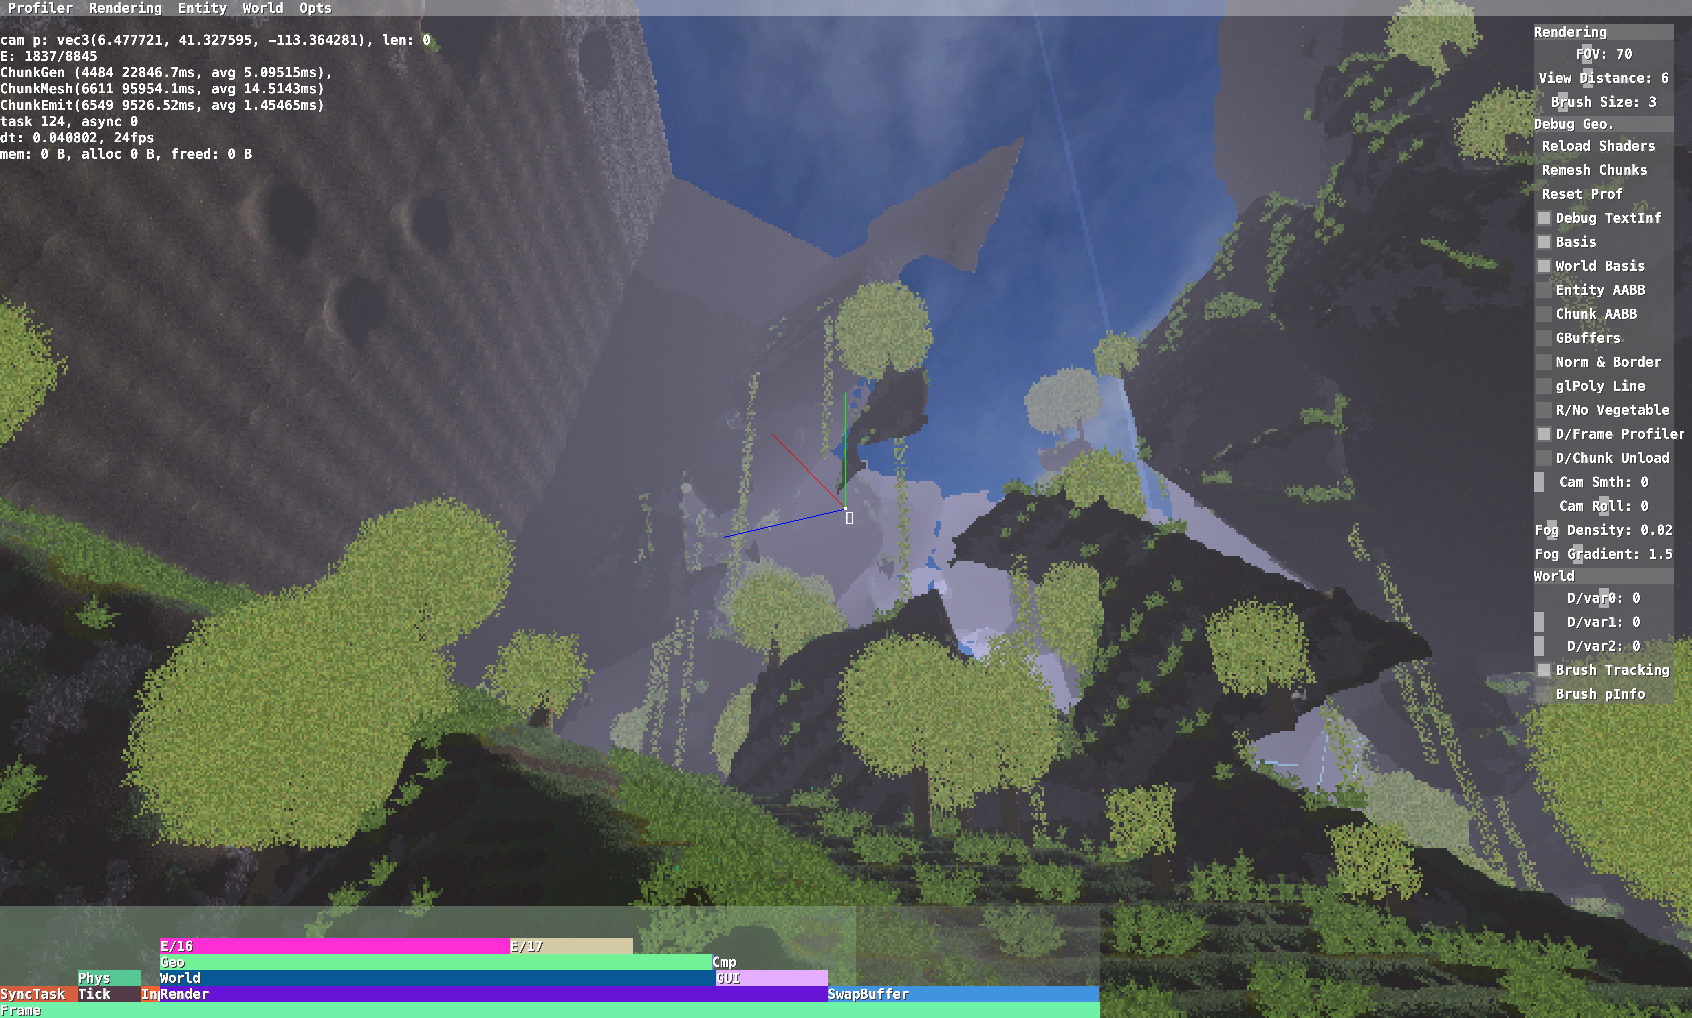 Profiler Rendering Entity World Opts
cam p: vec3(6.477721, 41.327595, -113.364281), len: 0
E: 1837/8845
ChunkGen (4484 22846.7ms, avg 5.09515ms),
ChunkMesh(6611 95954.1ms, avg 14.5143ms)
ChunkEmit(6549 9526.52ms, avg 1.45465ms)
task 124, async 0
dt: 0.040802, 24fps
mem: 0 B, alloc 0 B, freed: 0 B
Rendering
FOV: 70
View Distance: 6
Brush Size: 3
Debug Geo.
Reload Shaders
Remesh Chunks
Reset Prof
Debug TextInf
Basis
World Basis
Entity AABB
Chunk AABB
GBuffers
Norm & Border
glPoly Line
R/No Vegetable
D/Frame Profiler
D/Chunk Unload
Cam Smth: 0
Cam Roll: 0
Fog Density: 0.02
Fog Gradient: 1.5
World
D/var0: 0
D/var1: 0
D/var2: 0
Brush Tracking
Brush pInfo
E/16 E/17
Geo Cmp
Phys World GUI
SyncTask Tick In Render SwapBuffer
Frame